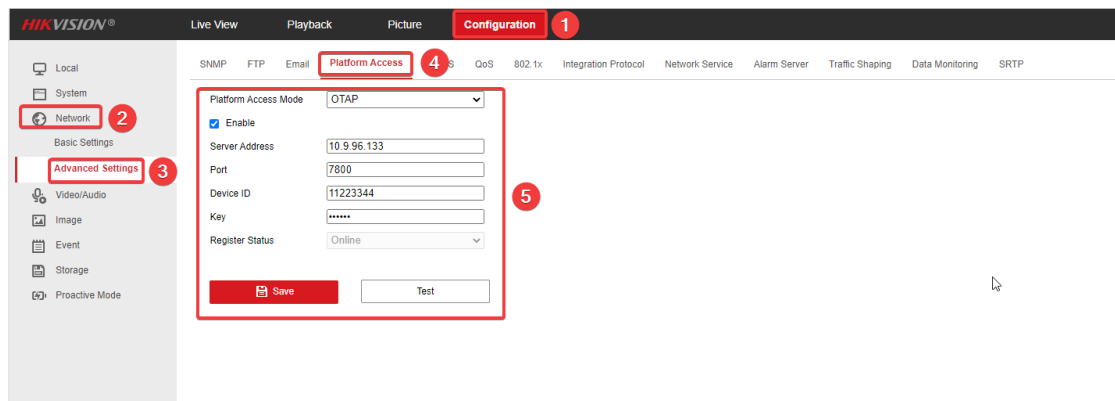 HIKVISION® Live View Playback Picture Configuration 1
SNMP FTP Email Platform Access 4 S QoS 802.1x Integration Protocol Network Service Alarm Server Traffic Shaping Data Monitoring SRTP
Local
System
Network 2
Basic Settings
Advanced Settings 3
Video/Audio
Image
Event
Storage
Proactive Mode
Platform Access Mode OTAP
Enable
Server Address 10.9.96.133
Port 7800
Device ID 11223344 5
Key ••••••
Register Status Online
Save Test